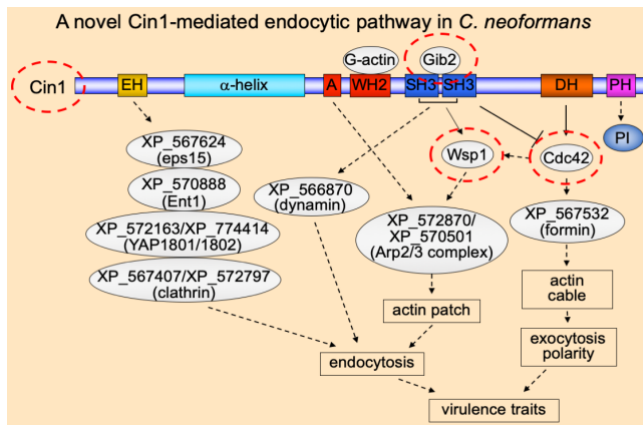 A novel Cin1-mediated endocytic pathway in C. neoformans
G-actin
Gib2
Cin1
EH
α-helix
A
WH2
SH3
SH3
DH
PH
XP_567624
(eps15)
Wsp1
Cdc42
PI
XP_570888
(Ent1)
XP_566870
(dynamin)
XP_572163/XP_774414
(YAP1801/1802)
XP_572870/
XP_570501
(Arp2/3 complex)
XP_567532
(formin)
XP_567407/XP_572797
(clathrin)
actin
cable
actin patch
exocytosis
polarity
endocytosis
virulence traits